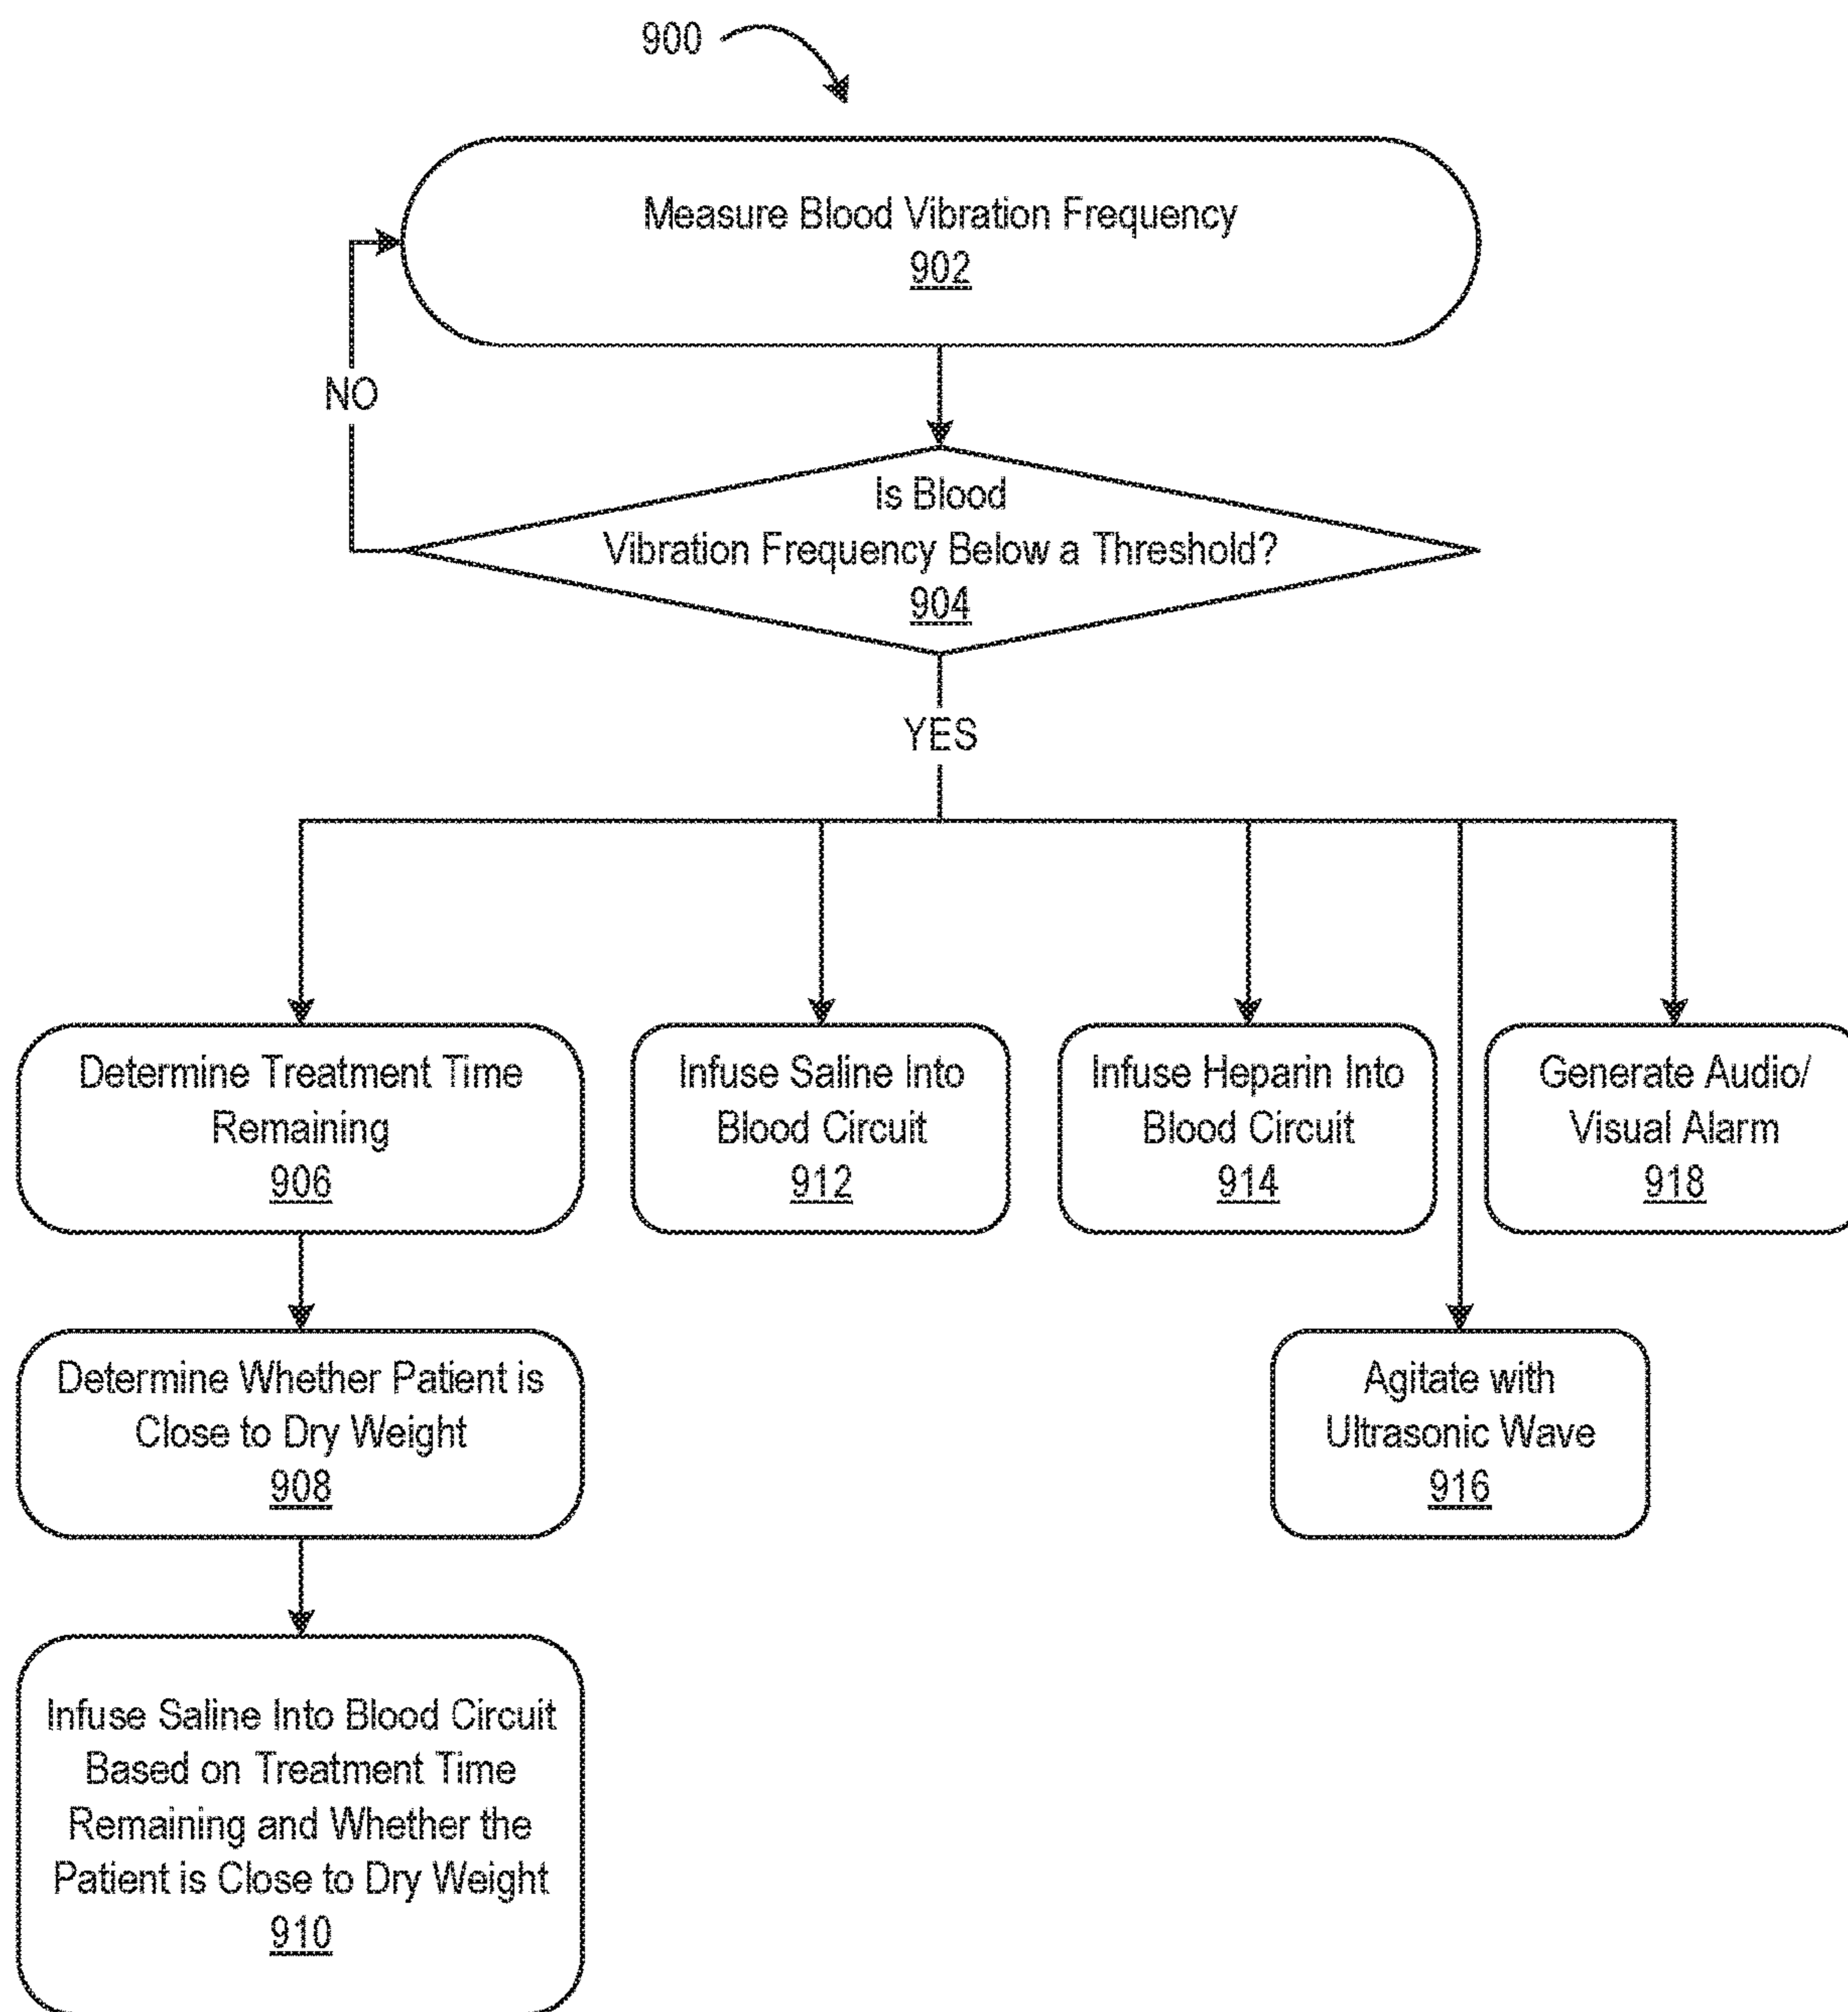 900
Measure Blood Vibration Frequency
902
NO
Is Blood
Vibration Frequency Below a Threshold?
904
YES
Determine Treatment Time
Remaining
906
Infuse Saline Into
Blood Circuit
912
Infuse Heparin Into
Blood Circuit
914
Generate Audio/
Visual Alarm
918
Determine Whether Patient is
Close to Dry Weight
908
Agitate with
Ultrasonic Wave
916
Infuse Saline Into Blood Circuit
Based on Treatment Time
Remaining and Whether the
Patient is Close to Dry Weight
910